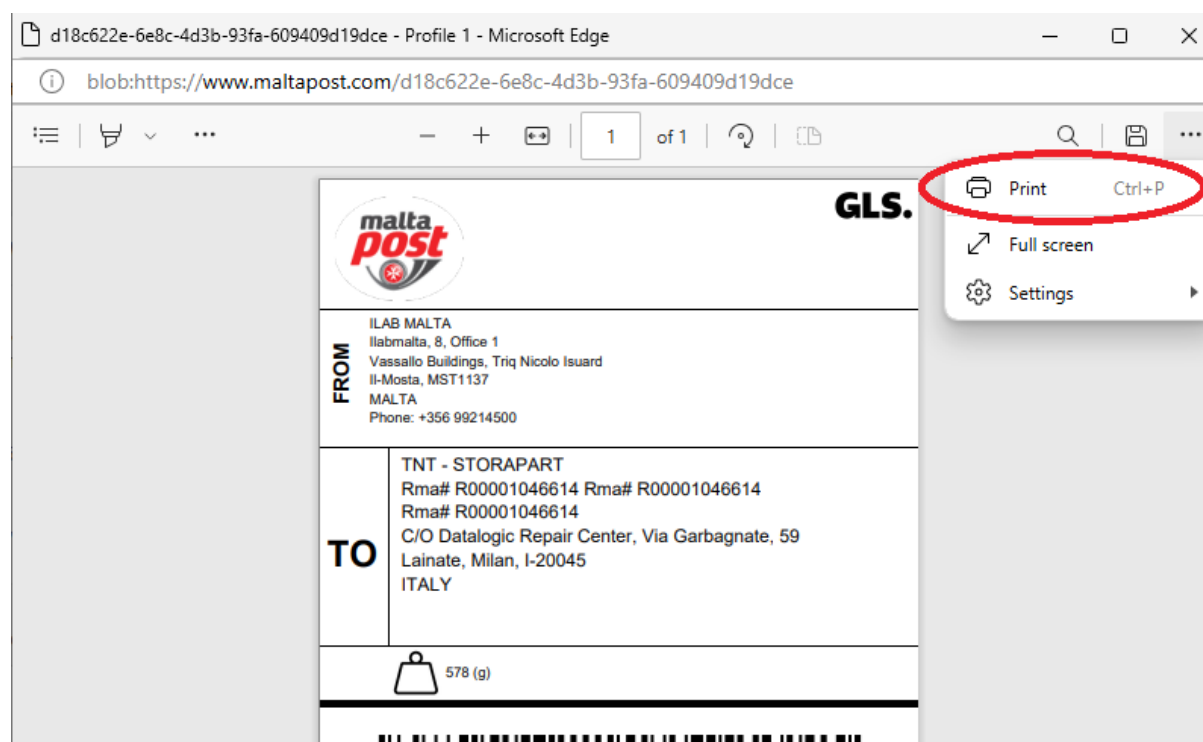 d18c622e-6e8c-4d3b-93fa-609409d19dce - Profile 1 - Microsoft Edge
blob:https://www.maltapost.com/d18c622e-6e8c-4d3b-93fa-609409d19dce
1 of 1
Print Ctrl+P
Full screen
Settings
malta
post
GLS.
FROM
ILAB MALTA
Ilabmalta, 8, Office 1
Vassallo Buildings, Triq Nicolo Isuard
Il-Mosta, MST1137
MALTA
Phone: +356 99214500
TO
TNT - STORAPART
Rma# R00001046614 Rma# R00001046614
Rma# R00001046614
C/O Datalogic Repair Center, Via Garbagnate, 59
Lainate, Milan, I-20045
ITALY
578 (g)